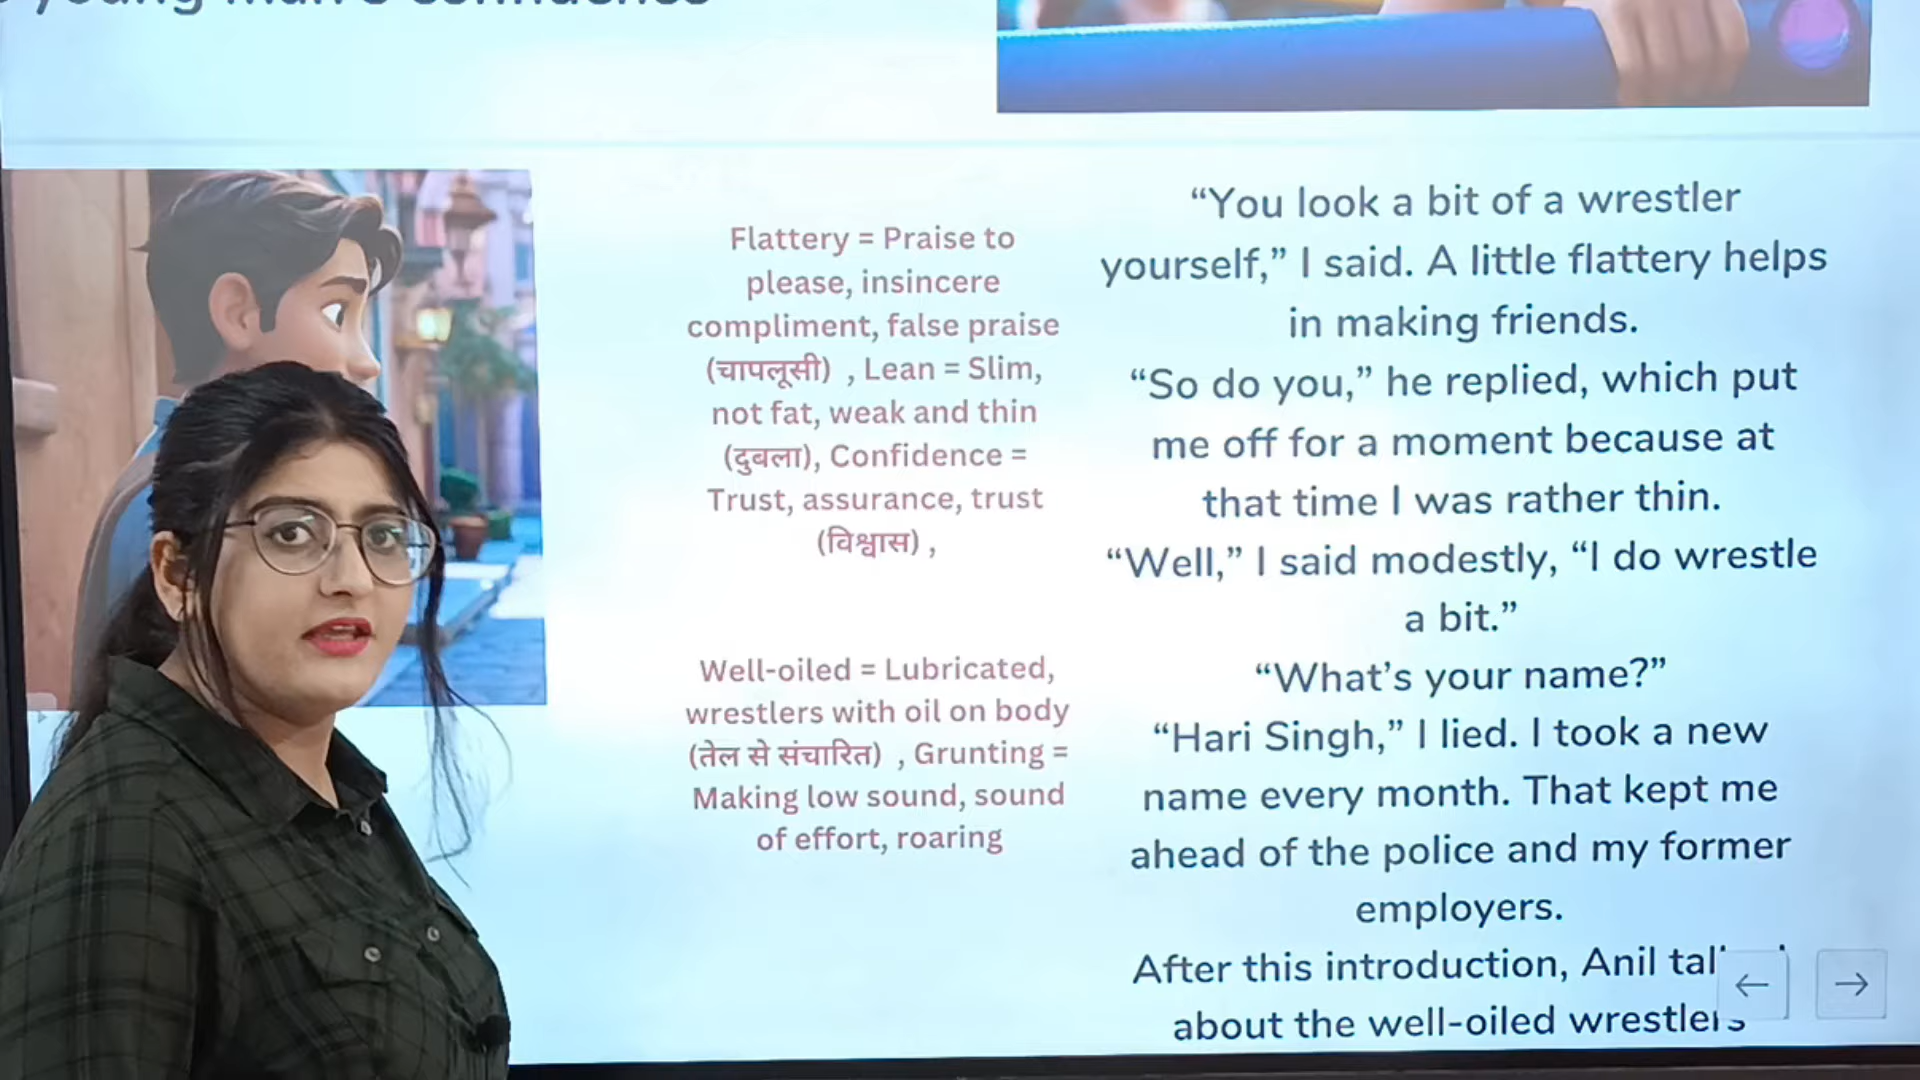 young man's confidence
Flattery = Praise to
please, insincere
compliment, false praise
(चापलूसी) , Lean = Slim,
not fat, weak and thin
(दुबला), Confidence =
Trust, assurance, trust
(विश्वास) ,
Well-oiled = Lubricated,
wrestlers with oil on body
(तेल से संचारित) , Grunting =
Making low sound, sound
of effort, roaring
“You look a bit of a wrestler
yourself,” I said. A little flattery helps
in making friends.
“So do you,” he replied, which put
me off for a moment because at
that time I was rather thin.
“Well,” I said modestly, “I do wrestle
a bit.”
“What’s your name?”
“Hari Singh,” I lied. I took a new
name every month. That kept me
ahead of the police and my former
employers.
After this introduction, Anil
about the well-oiled wrestlers